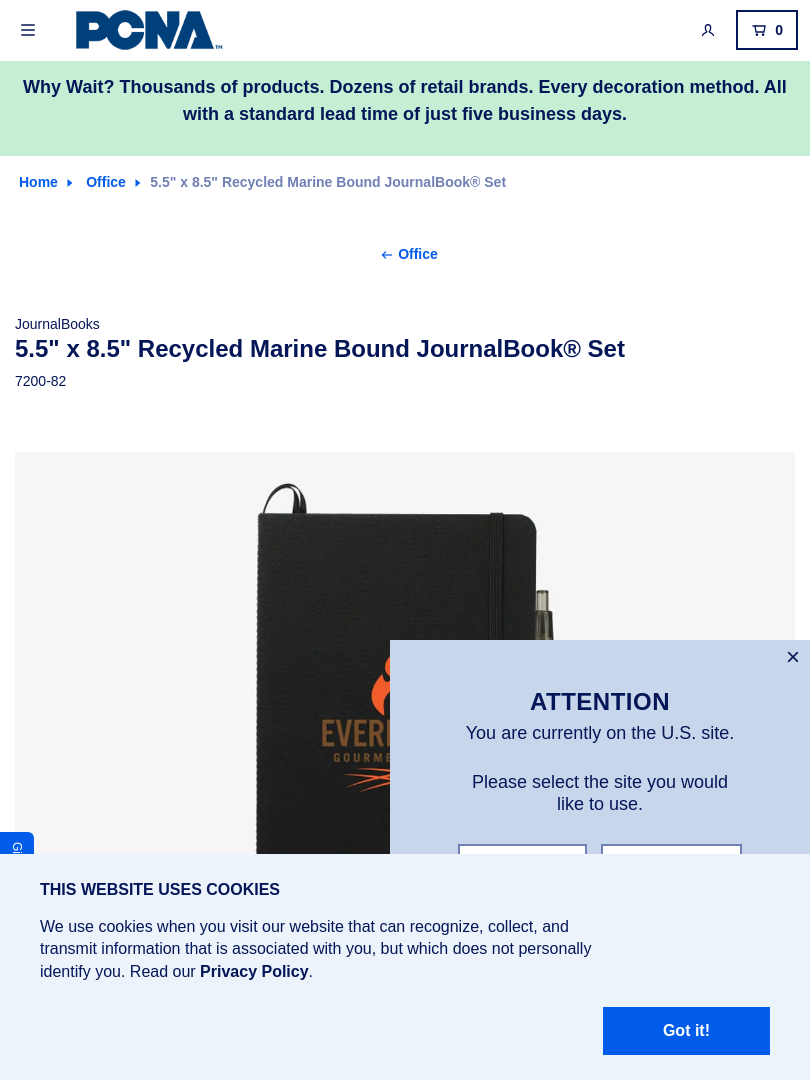 PCNA™
0
Why Wait? Thousands of products. Dozens of retail brands. Every decoration method. All
with a standard lead time of just five business days.
Home
Office
5.5" x 8.5" Recycled Marine Bound JournalBook® Set
Office
JournalBooks
5.5" x 8.5" Recycled Marine Bound JournalBook® Set
7200-82
ATTENTION
You are currently on the U.S. site.
Please select the site you would
like to use.
THIS WEBSITE USES COOKIES
We use cookies when you visit our website that can recognize, collect, and
transmit information that is associated with you, but which does not personally
identify you. Read our Privacy Policy.
Got it!